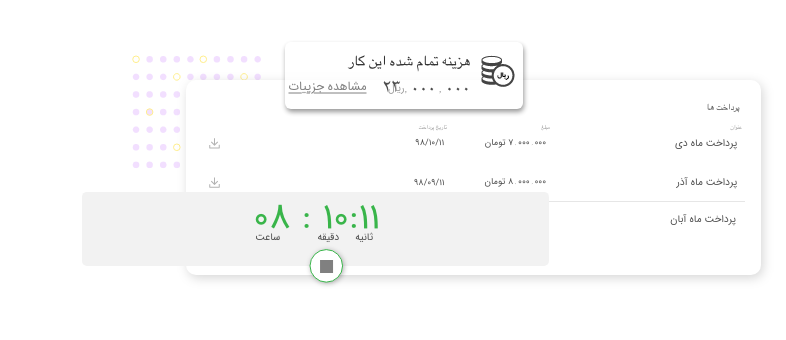 هزینه تمام شده این کار
۲۳.۰۰۰.۰۰۰ ریال
مشاهده جزییات
پرداخت ها
عنوان مبلغ تاریخ پرداخت
پرداخت ماه دی ۷.۰۰۰.۰۰۰ تومان ۹۸/۱۰/۱۱
پرداخت ماه آذر ۸.۰۰۰.۰۰۰ تومان ۹۸/۰۹/۱۱
پرداخت ماه آبان
۰۸ : ۱۰:۱۱
ساعت دقیقه ثانیه